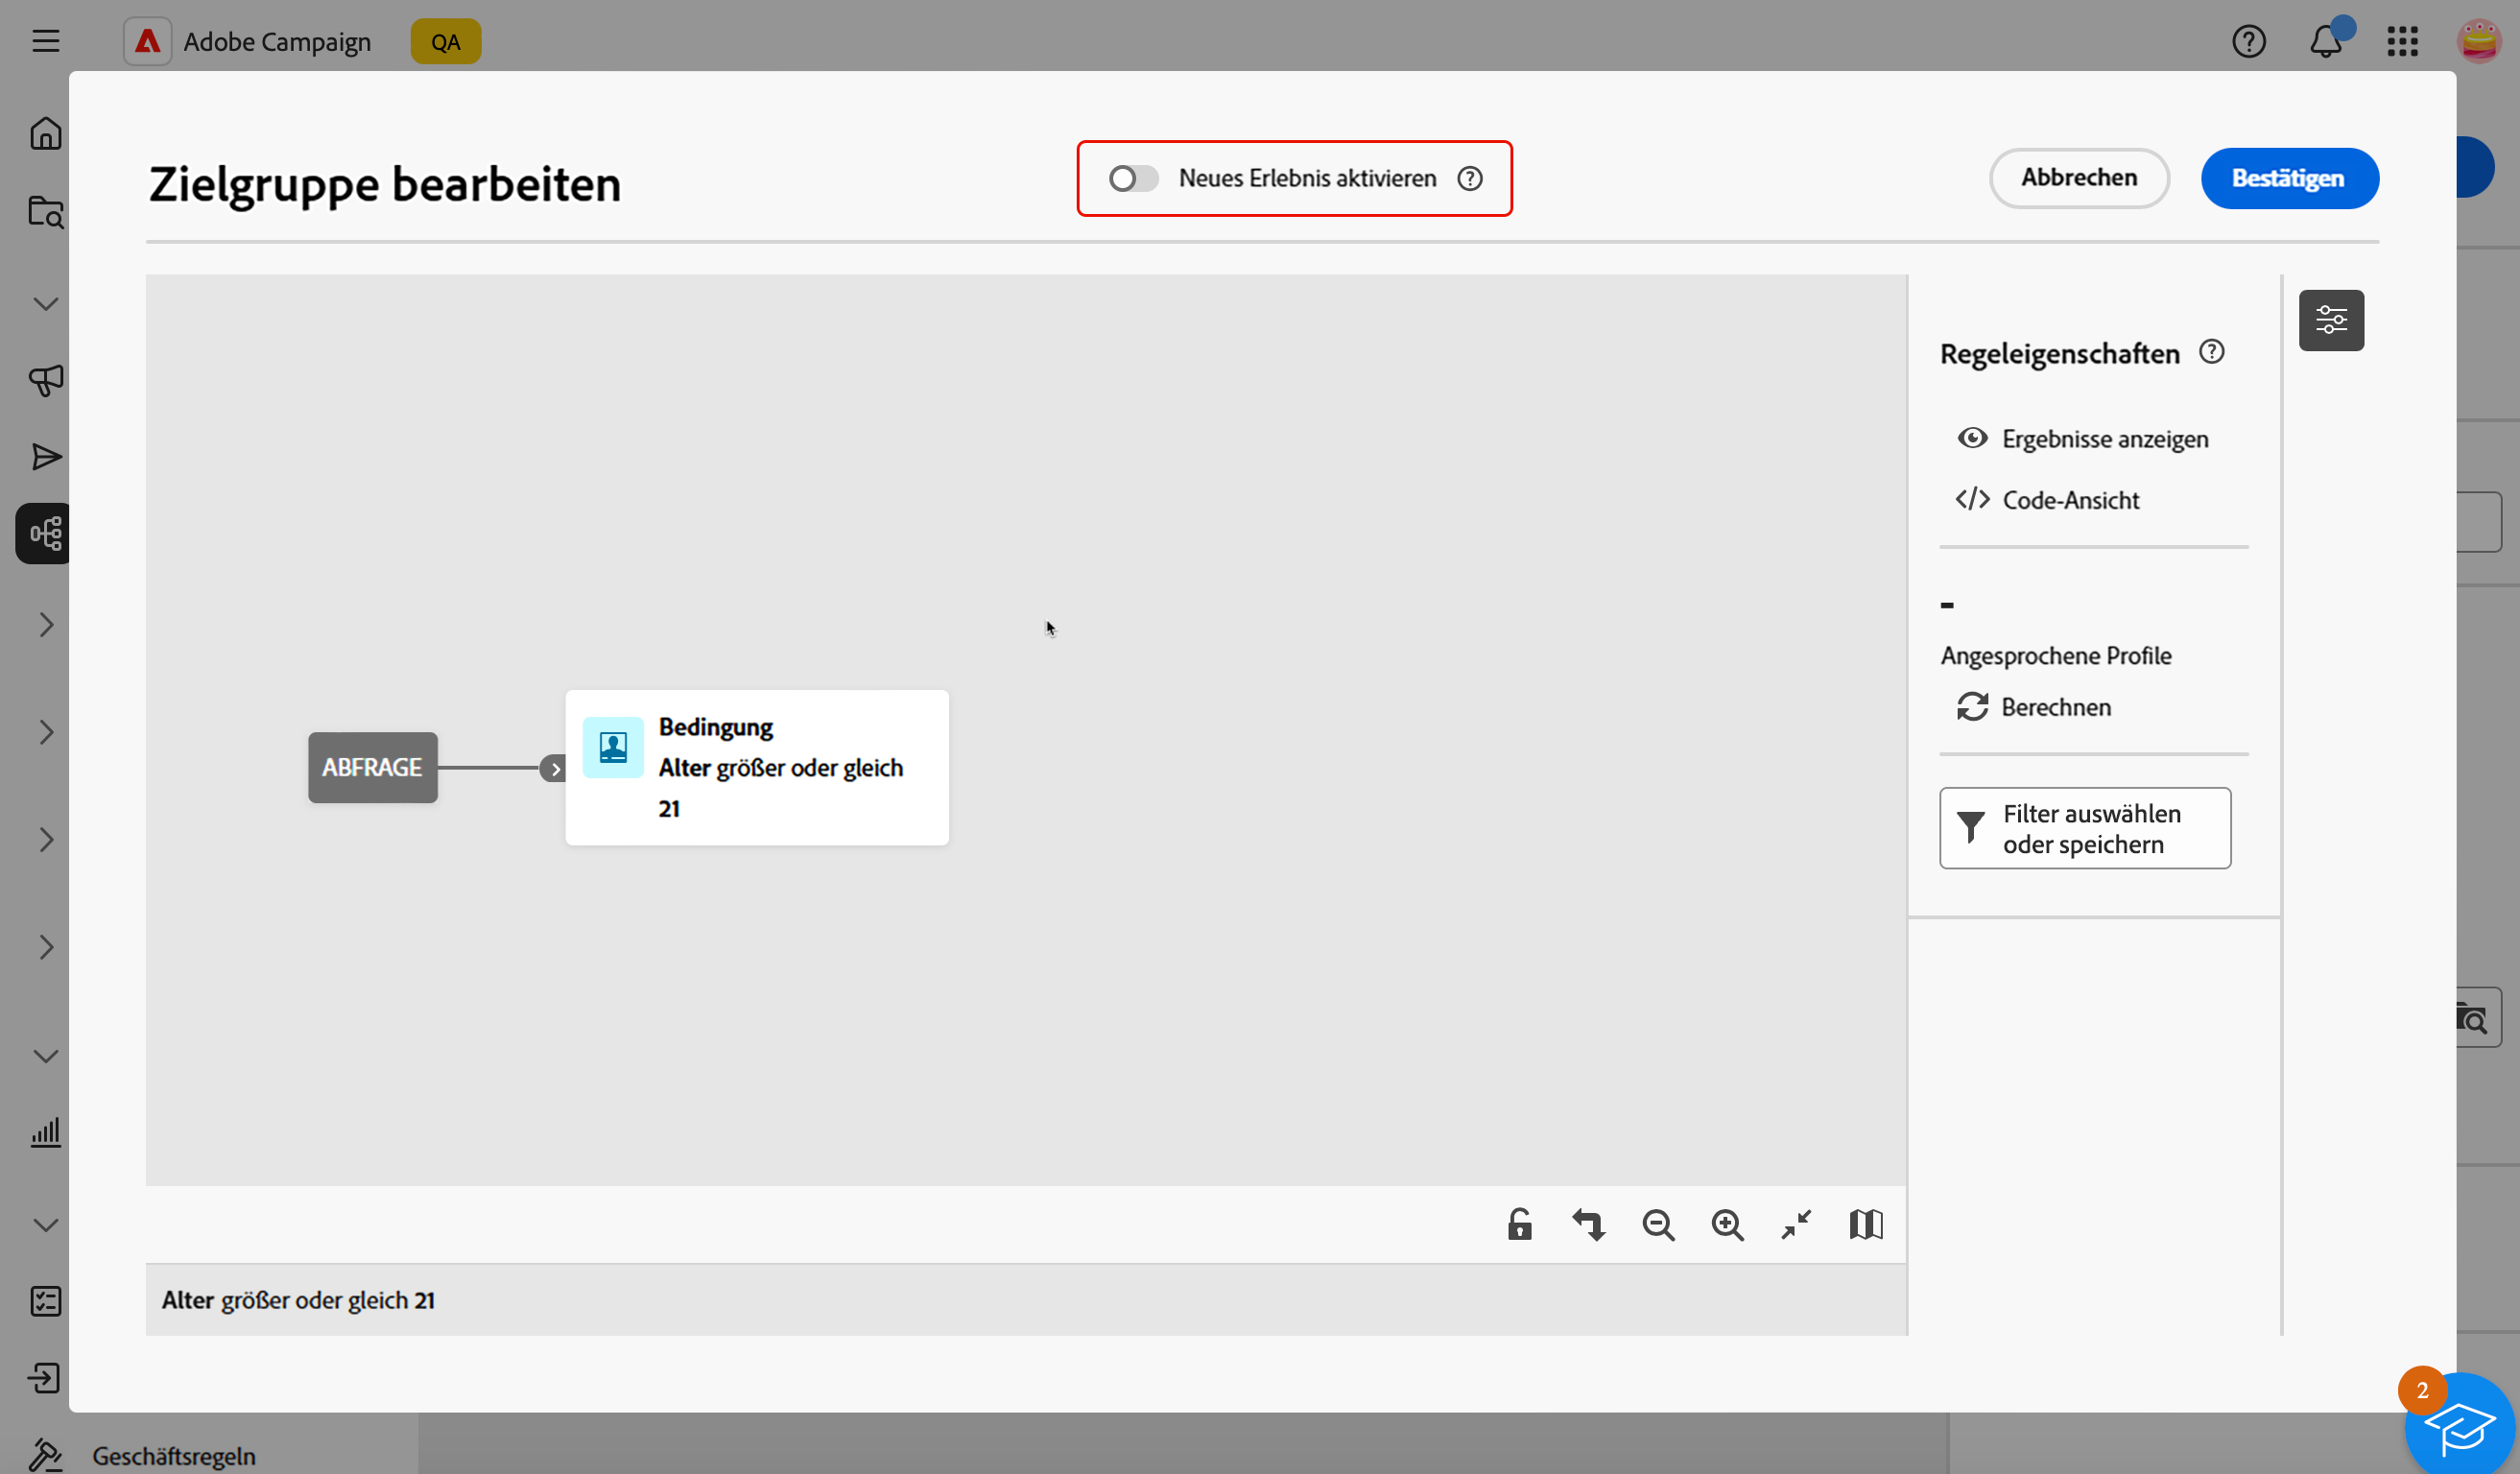 Adobe Campaign
QA
Zielgruppe bearbeiten
Neues Erlebnis aktivieren
Abbrechen
Bestätigen
Regeleigenschaften
Ergebnisse anzeigen
Code-Ansicht
-
Angesprochene Profile
Berechnen
Filter auswählen
oder speichern
ABFRAGE
Bedingung
Alter größer oder gleich
21
Alter größer oder gleich 21
2
Geschäftsregeln